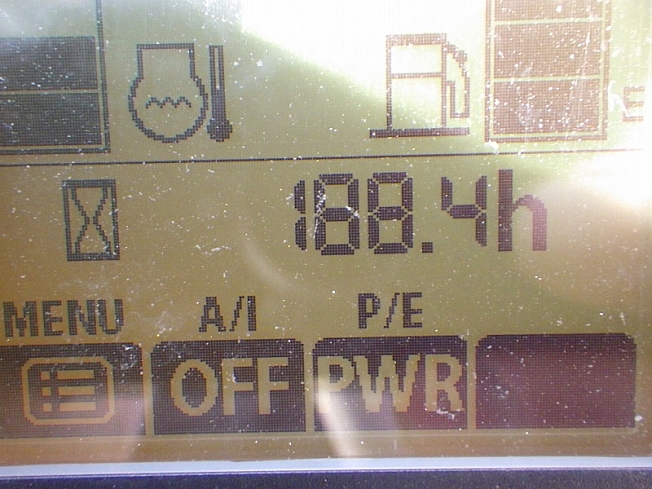 E
188.4h
MENU A/I P/E
OFF PWR